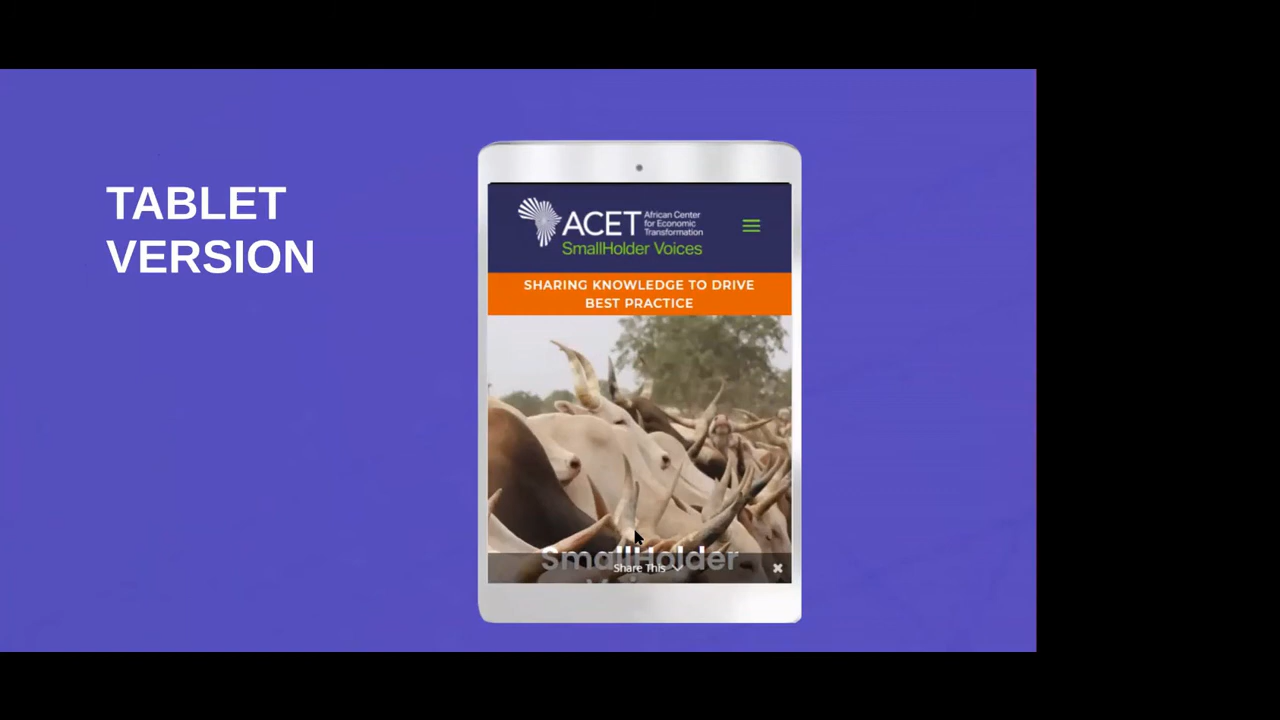 TABLET
VERSION
ACET
African Center
for Economic
Transformation
SmallHolder Voices
SHARING KNOWLEDGE TO DRIVE
BEST PRACTICE
SmallHolder
Share This